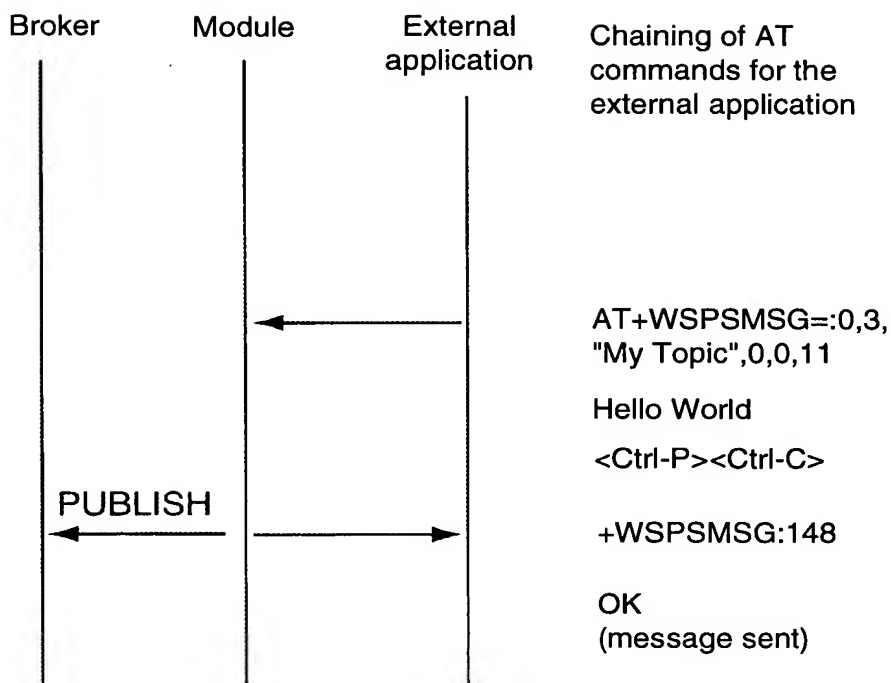 Broker
Module
External
application
Chaining of AT
commands for the
external application
AT+WSPSMSG=:0,3,
"My Topic",0,0,11
Hello World
<Ctrl-P><Ctrl-C>
PUBLISH
+WSPSMSG:148
OK
(message sent)